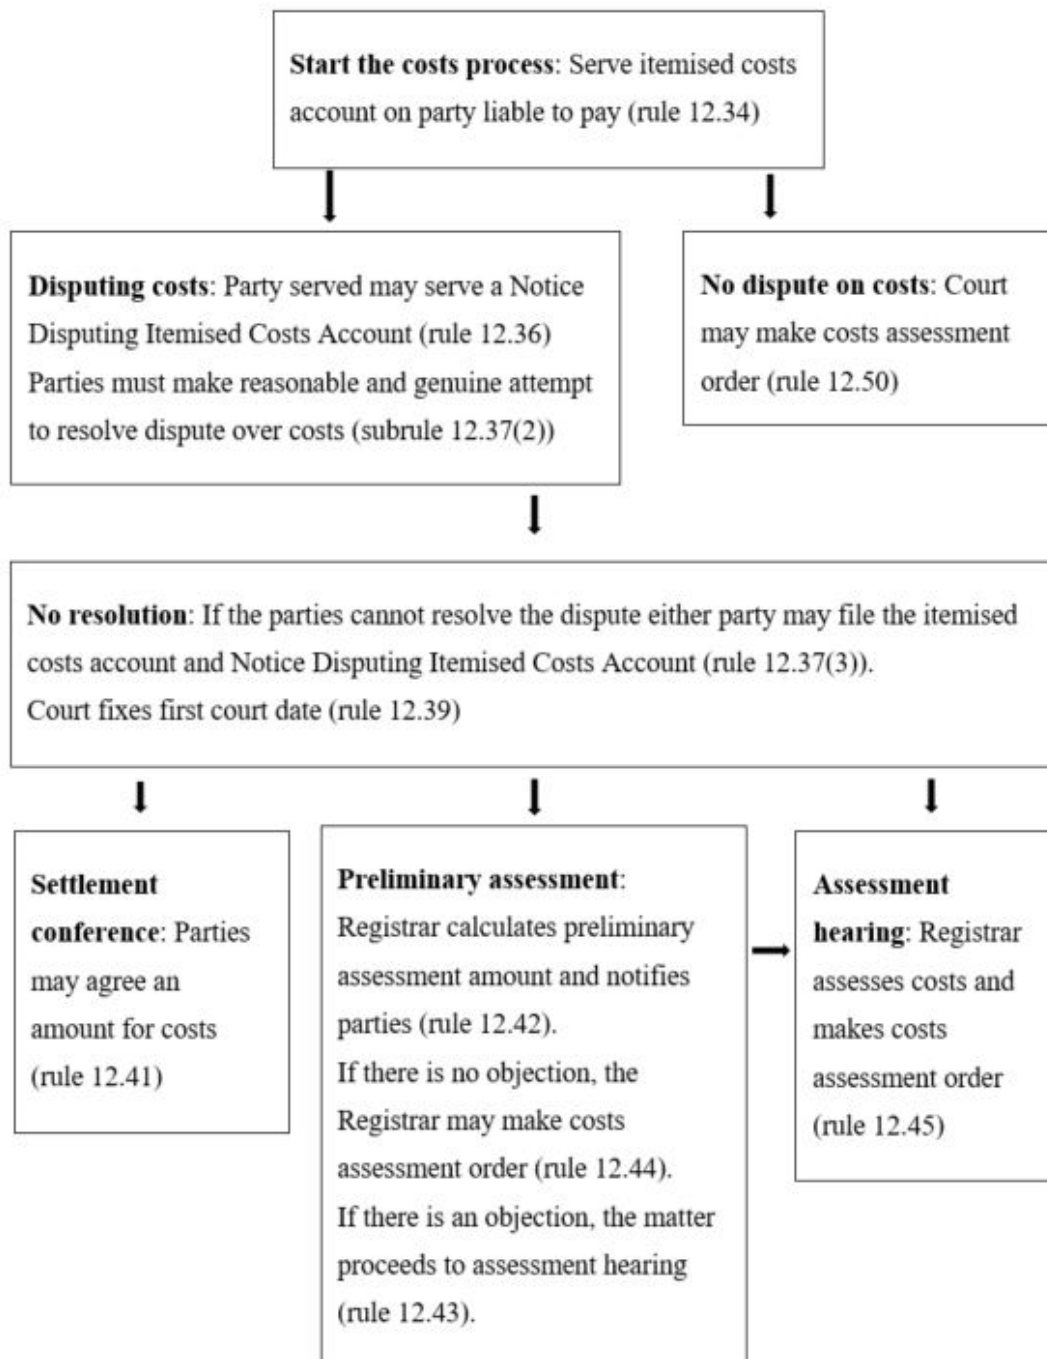 Start the costs process: Serve itemised costs
account on party liable to pay (rule 12.34)
Disputing costs: Party served may serve a Notice
Disputing Itemised Costs Account (rule 12.36)
Parties must make reasonable and genuine attempt
to resolve dispute over costs (subrule 12.37(2))
No dispute on costs: Court
may make costs assessment
order (rule 12.50)
No resolution: If the parties cannot resolve the dispute either party may file the itemised
costs account and Notice Disputing Itemised Costs Account (rule 12.37(3)).
Court fixes first court date (rule 12.39)
Settlement
conference: Parties
may agree an
amount for costs
(rule 12.41)
Preliminary assessment:
Registrar calculates preliminary
assessment amount and notifies
parties (rule 12.42).
If there is no objection, the
Registrar may make costs
assessment order (rule 12.44).
If there is an objection, the matter
proceeds to assessment hearing
(rule 12.43).
Assessment
hearing: Registrar
assesses costs and
makes costs
assessment order
(rule 12.45)